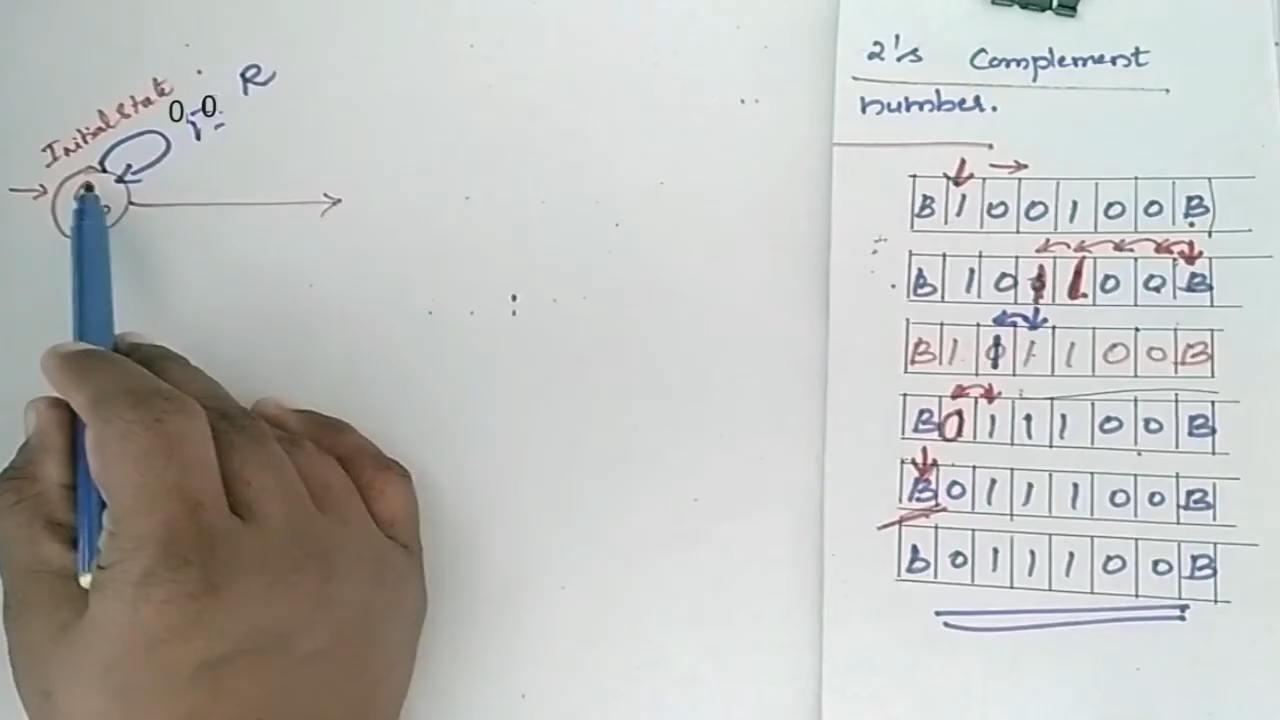 Initial state
0,-0 R
2's Complement
number.
B 1 0 0 1 0 0 B
B 1 0 1 0 0 B
B 1 1 1 0 0 B
B 0 1 1 1 0 0 B
B 0 1 1 1 0 0 B
b 0 1 1 1 0 0 B